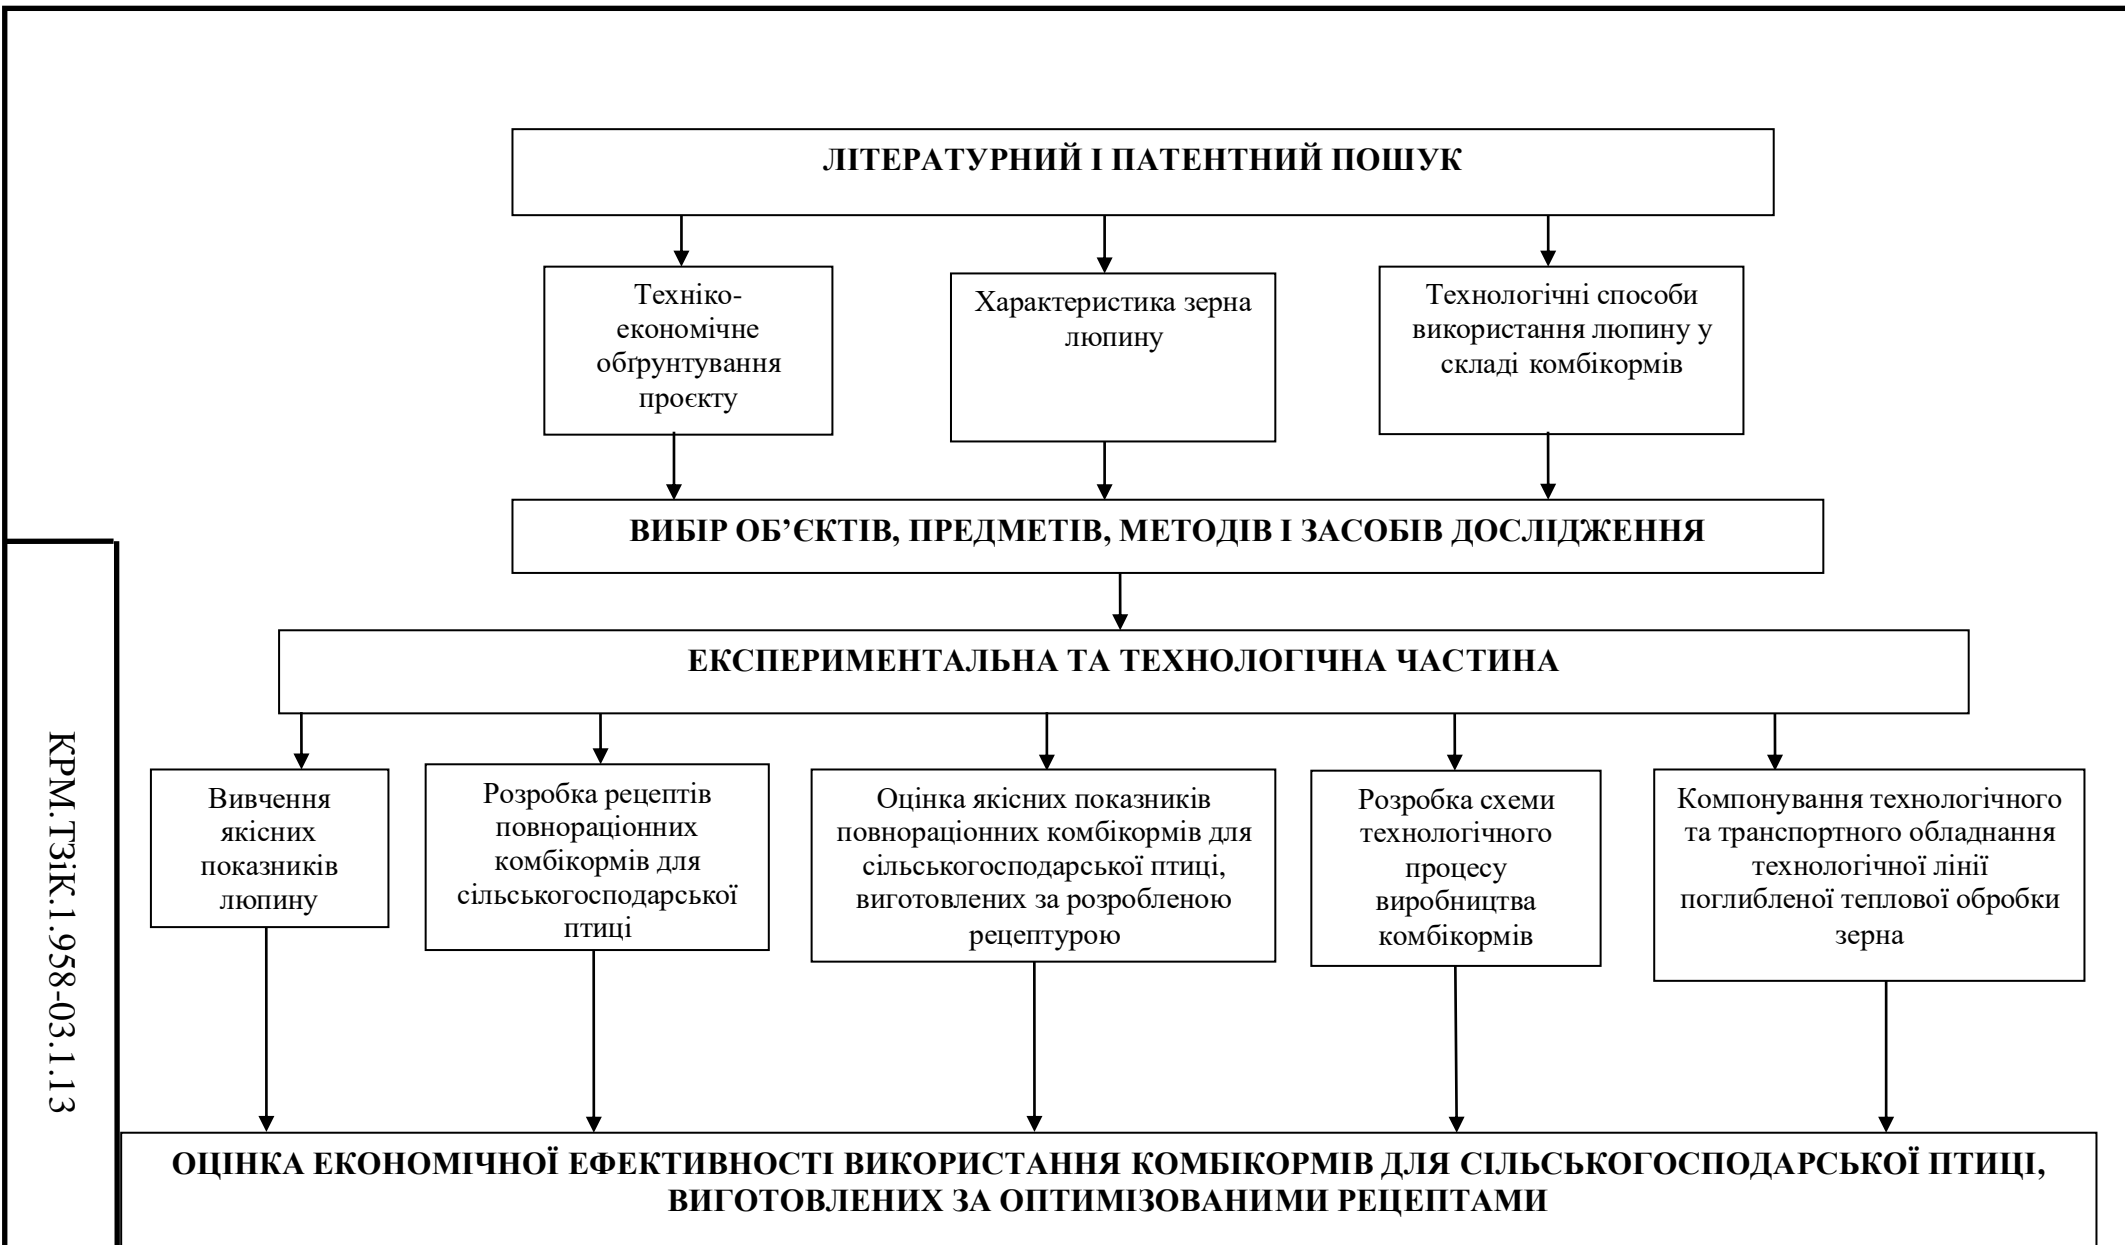 ЛІТЕРАТУРНИЙ І ПАТЕНТНИЙ ПОШУК
Техніко-
економічне
обґрунтування
проєкту
Характеристика зерна
люпину
Технологічні способи
використання люпину у
складі комбікормів
ВИБІР ОБ’ЄКТІВ, ПРЕДМЕТІВ, МЕТОДІВ І ЗАСОБІВ ДОСЛІДЖЕННЯ
ЕКСПЕРИМЕНТАЛЬНА ТА ТЕХНОЛОГІЧНА ЧАСТИНА
Вивчення
якісних
показників
люпину
Розробка рецептів
повнораціонних
комбікормів для
сільськогосподарської
птиці
Оцінка якісних показників
повнораціонних комбікормів для
сільськогосподарської птиці,
виготовлених за розробленою
рецептурою
Розробка схеми
технологічного
процесу
виробництва
комбікормів
Компонування технологічного
та транспортного обладнання
технологічної лінії
поглибленої теплової обробки
зерна
ОЦІНКА ЕКОНОМІЧНОЇ ЕФЕКТИВНОСТІ ВИКОРИСТАННЯ КОМБІКОРМІВ ДЛЯ СІЛЬСЬКОГОСПОДАРСЬКОЇ ПТИЦІ,
ВИГОТОВЛЕНИХ ЗА ОПТИМІЗОВАНИМИ РЕЦЕПТАМИ
КРМ.ТЗіК.1.958-03.1.13